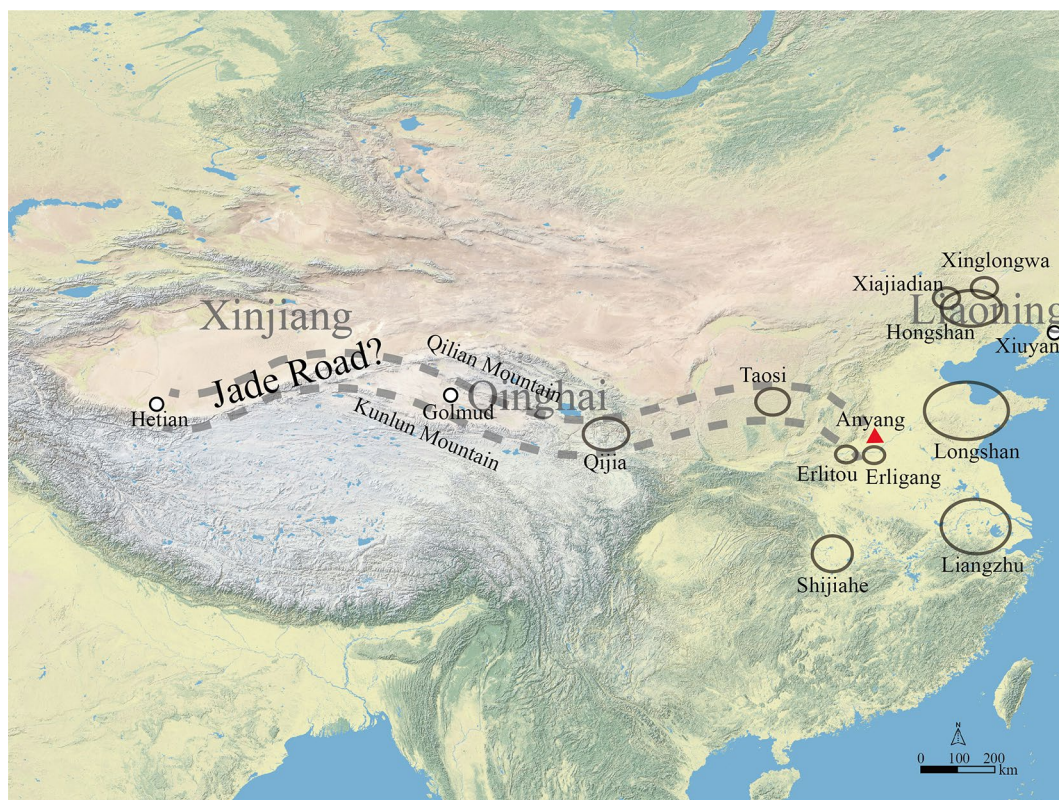 Xinglongwa
Xiajiadian
Liaoning
Xinjiang
Hongshan
Qilian Mountain
Xiuyan
Jade Road?
Taosi
Qinghai
Hetian
Golmud
Kunlun Mountain
Anyang
Longshan
Qijia
Erlitou
Erligang
Liangzhu
Shijiahe
N
0 100 200
km